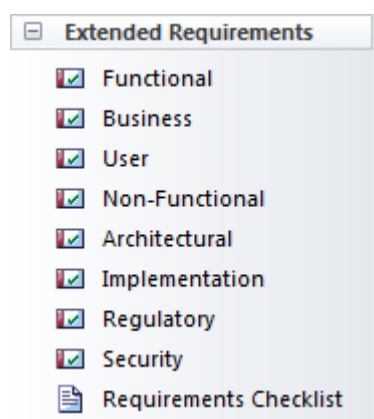 Extended Requirements
Functional
Business
User
Non-Functional
Architectural
Implementation
Regulatory
Security
Requirements Checklist